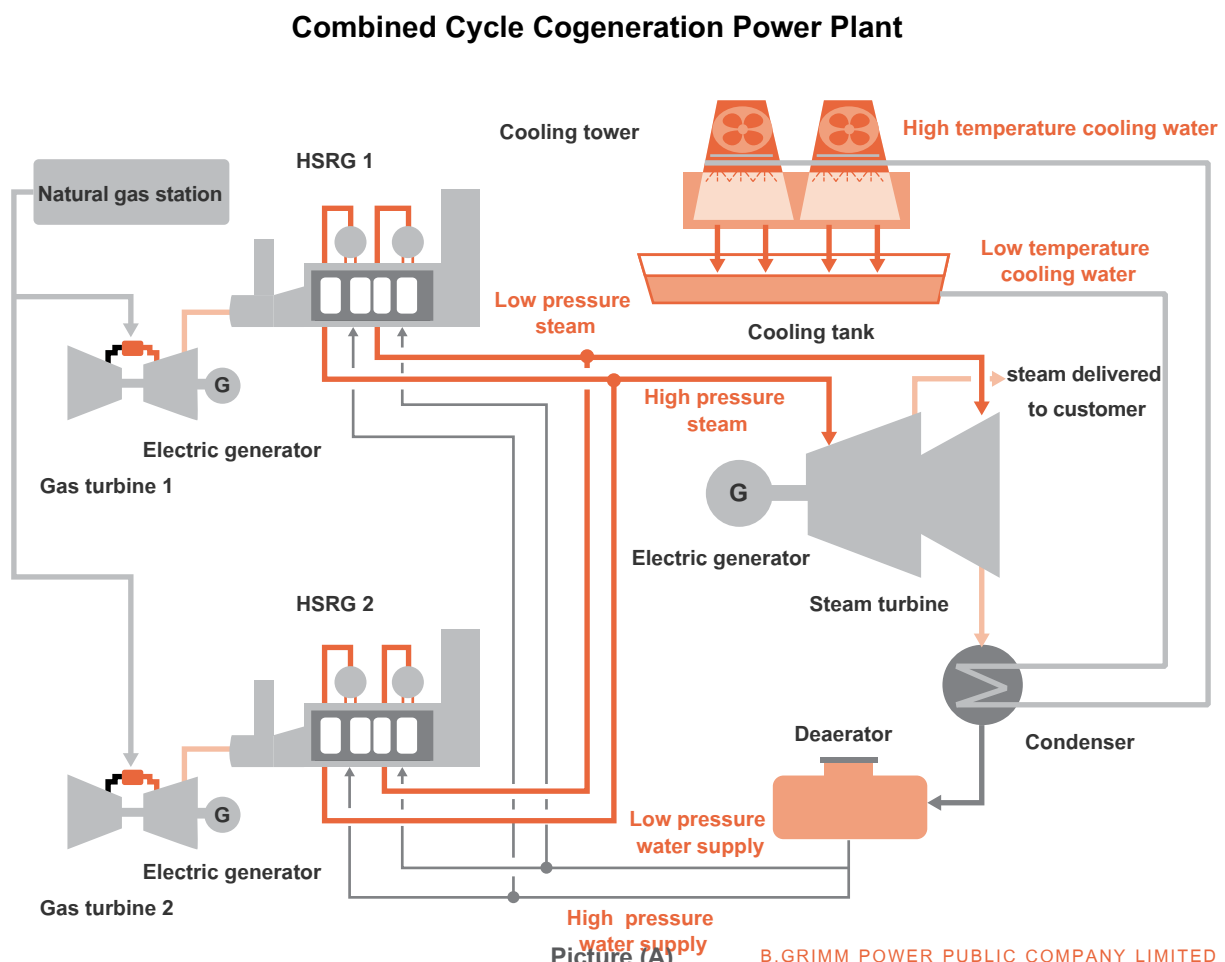 Combined Cycle Cogeneration Power Plant
Cooling tower
High temperature cooling water
HSRG 1
Natural gas station
Low temperature
cooling water
Low pressure
steam
Cooling tank
steam delivered
to customer
High pressure
steam
G
Electric generator
Gas turbine 1
G
Electric generator
Steam turbine
HSRG 2
Deaerator
Condenser
G
Low pressure
water supply
Electric generator
Gas turbine 2
High pressure
water supply
Picture (A)
B.GRIMM POWER PUBLIC COMPANY LIMITED